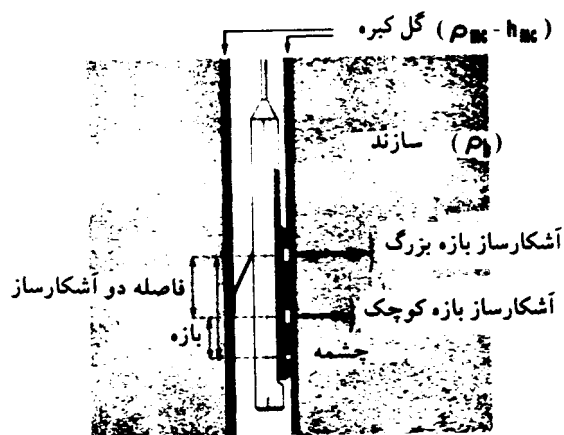 گل کبره (ρmc - hmc)
سازند (ρb)
آشکارساز بازه بزرگ
فاصله دو آشکارساز
آشکارساز بازه کوچک
بازه
چشمه